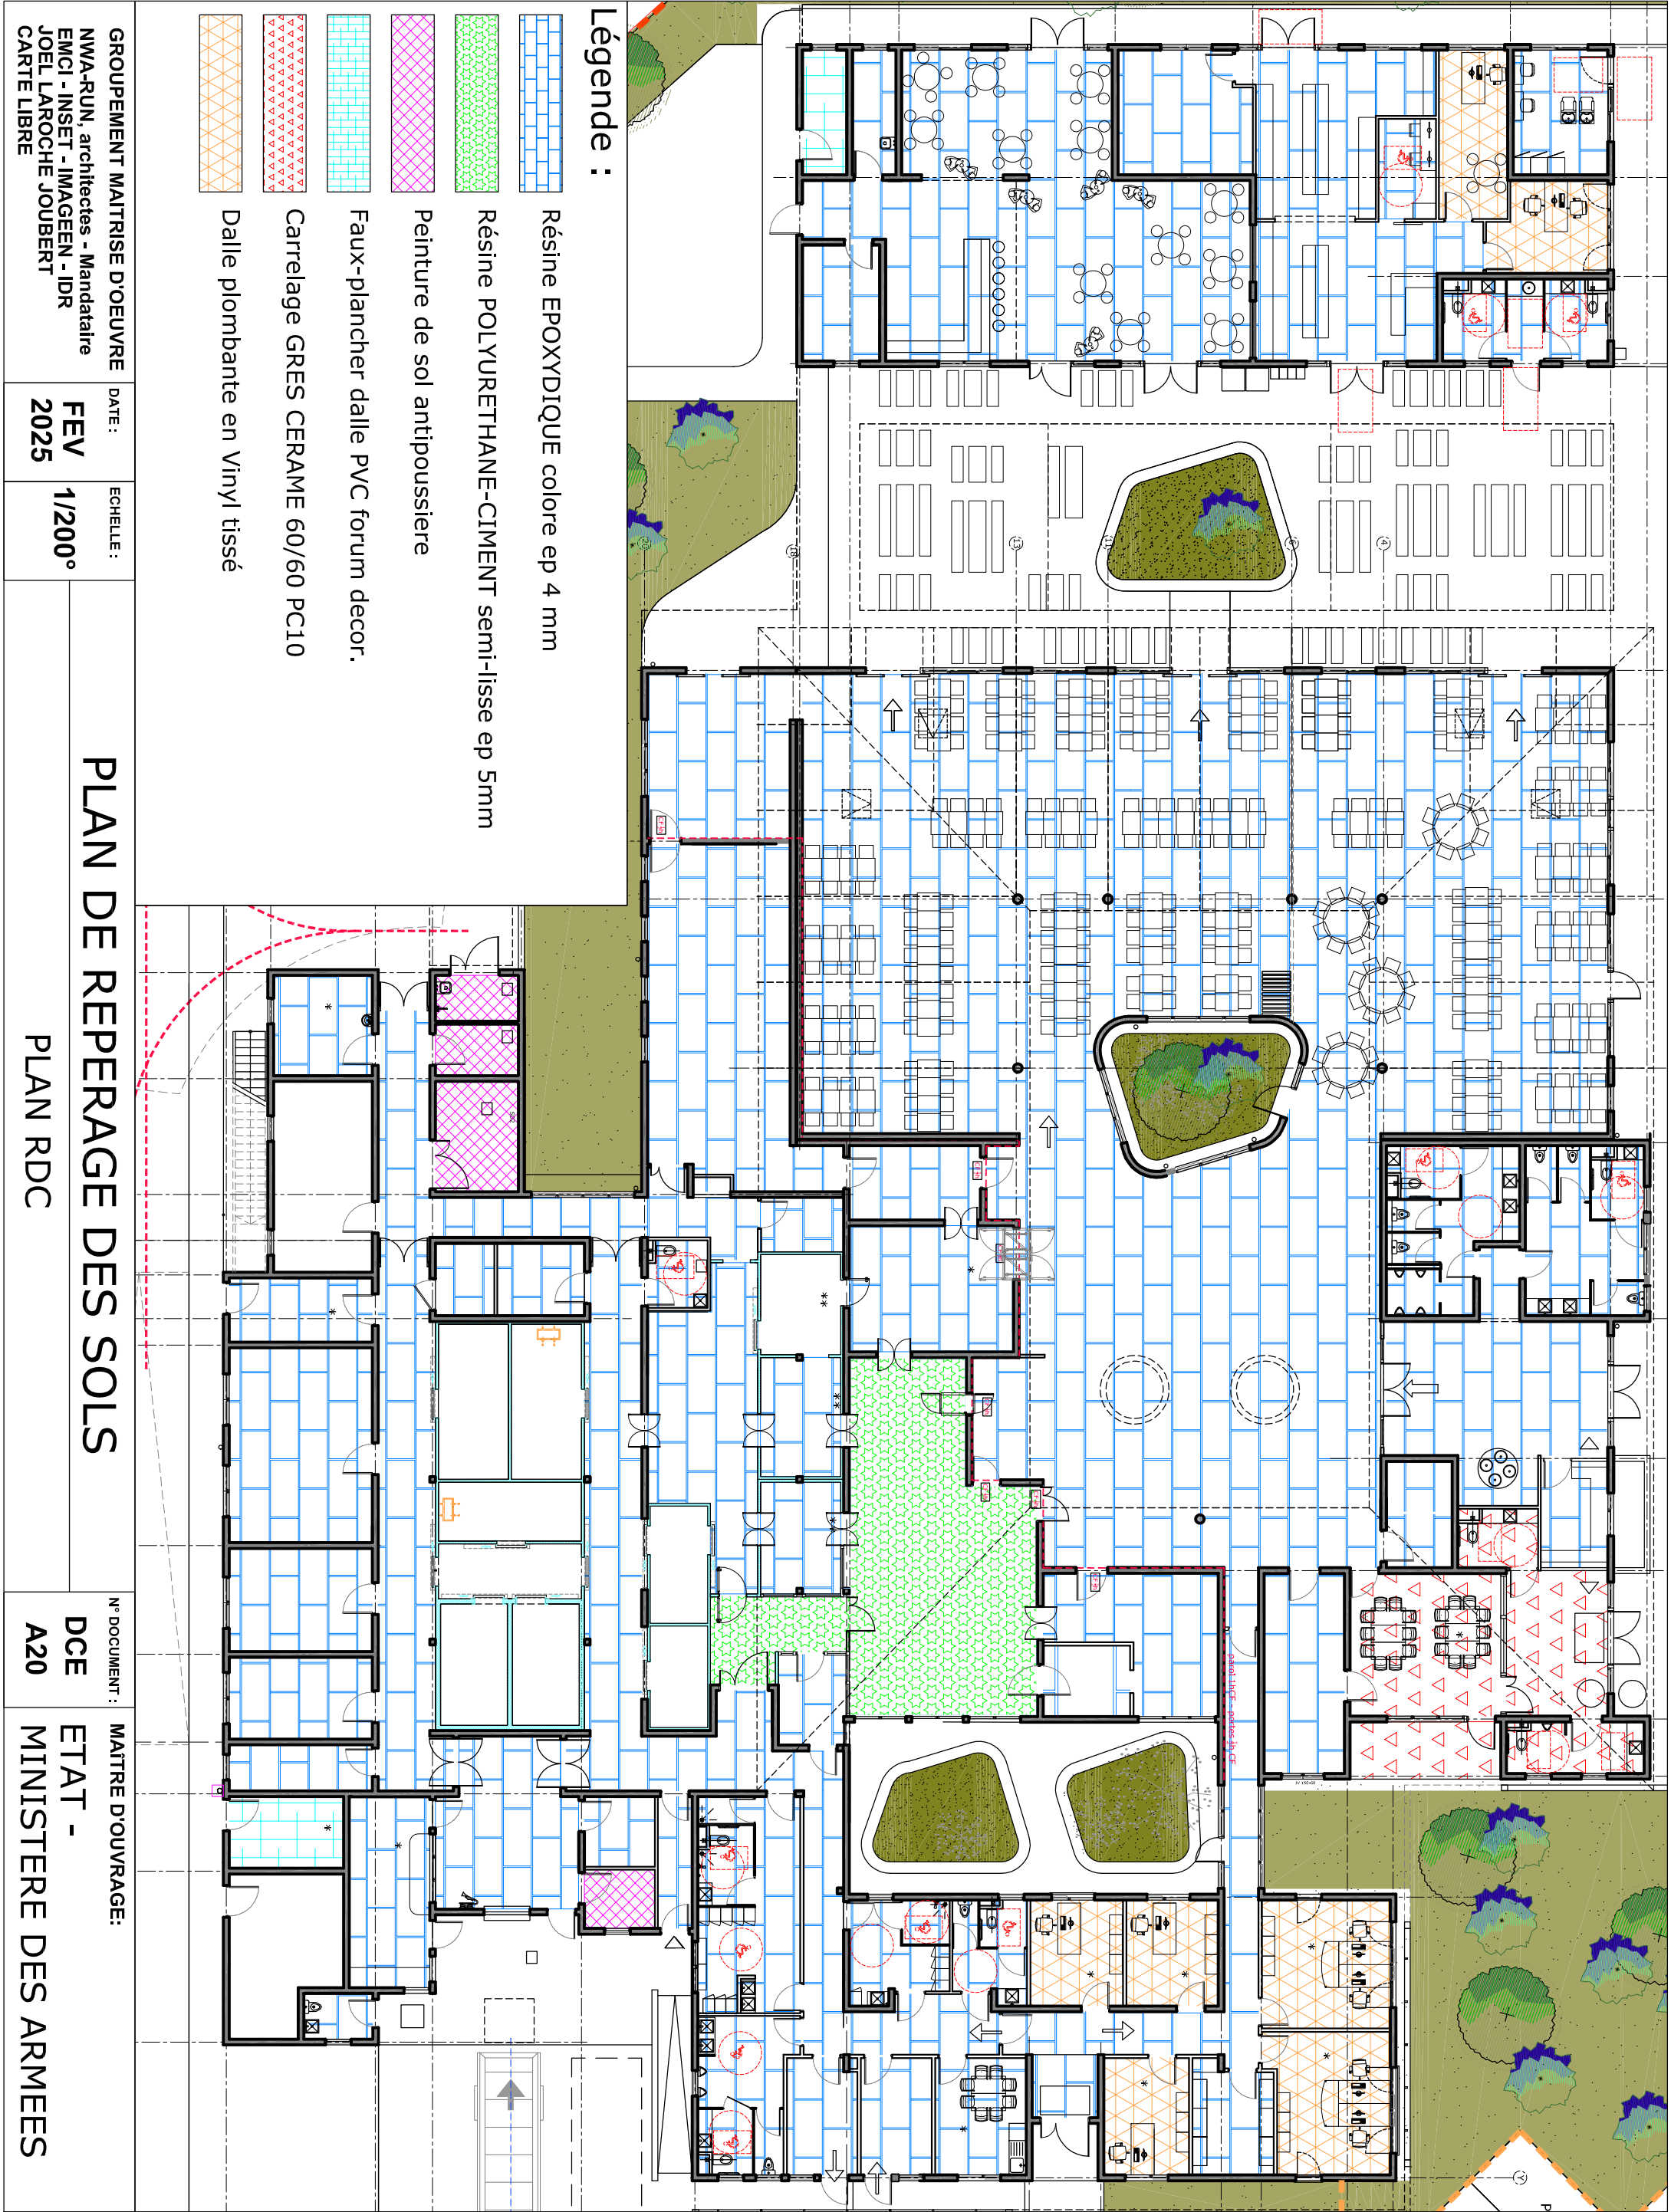 Légende :
Résine EPOXYDIQUE colore ep 4 mm
Résine POLYURETHANE-CIMENT semi-lisse ep 5mm
Peinture de sol antipoussiere
Faux-plancher dalle PVC forum decor.
Carrelage GRES CERAME 60/60 PC10
Dalle plombante en Vinyl tissé
GROUPEMENT MAITRISE D'OEUVRE
NWA-RUN, architectes - Mandataire
EMCI - INSET - IMAGEEN - IDR
JOEL LAROCHE JOUBERT
CARTE LIBRE
DATE :
FEV
2025
ECHELLE :
1/200°
PLAN DE REPERAGE DES SOLS
PLAN RDC
N° DOCUMENT :
DCE
A20
MAÎTRE D'OUVRAGE:
ETAT -
MINISTERE DES ARMEES
13
4